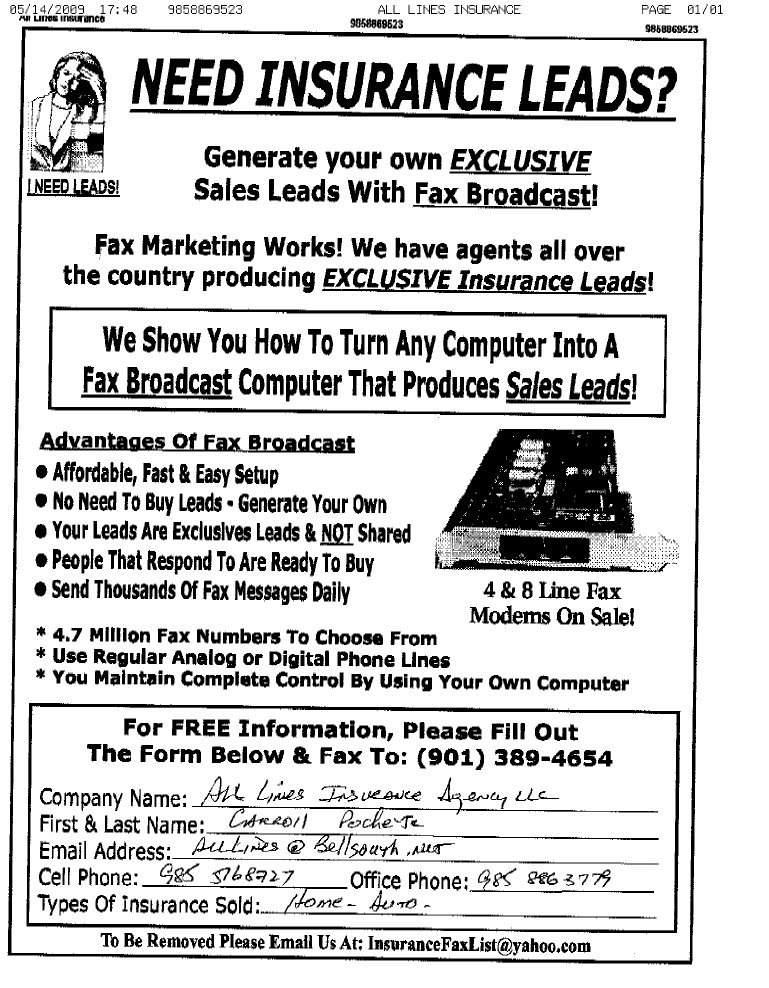 05/14/2009 17:48 9858869523 ALL LINES INSURANCE PAGE 01/01
All Lines Insurance 9858869523 9858869523
NEED INSURANCE LEADS?
I NEED LEADS!
Generate your own EXCLUSIVE
Sales Leads With Fax Broadcast!
Fax Marketing Works! We have agents all over
the country producing EXCLUSIVE Insurance Leads!
We Show You How To Turn Any Computer Into A
Fax Broadcast Computer That Produces Sales Leads!
Advantages Of Fax Broadcast
● Affordable, Fast & Easy Setup
● No Need To Buy Leads - Generate Your Own
● Your Leads Are Exclusives Leads & NOT Shared
● People That Respond To Are Ready To Buy
● Send Thousands Of Fax Messages Daily
4 & 8 Line Fax
Modems On Sale!
* 4.7 Million Fax Numbers To Choose From
* Use Regular Analog or Digital Phone Lines
* You Maintain Complete Control By Using Your Own Computer
For FREE Information, Please Fill Out
The Form Below & Fax To: (901) 389-4654
Company Name: All Lines Insurance Agency LLC
First & Last Name: Carroll
Email Address: AllLines @ Bellsouth .net
Cell Phone: 985 5768727 Office Phone: 985 886 3779
Types Of Insurance Sold: Home - Auto -
To Be Removed Please Email Us At: InsuranceFaxList@yahoo.com